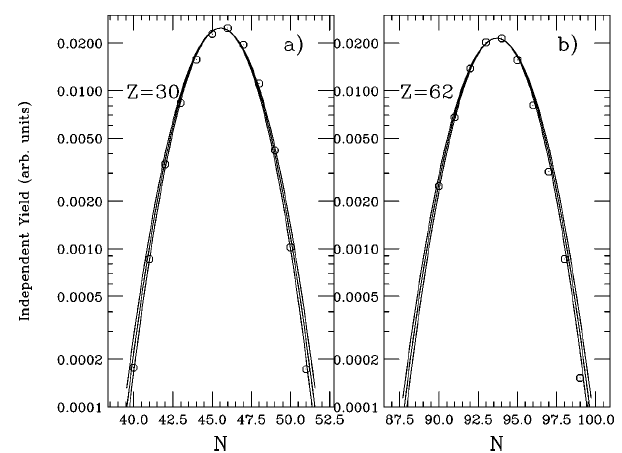 a)
b)
Z=30
Z=62
0.0200 0.0200
0.0100 0.0100
0.0050 0.0050
0.0020 0.0020
0.0010 0.0010
0.0005 0.0005
0.0002 0.0002
0.0001 0.0001
Independent Yield (arb. units)
40.0 42.5 45.0 47.5 50.0 52.5 87.5 90.0 92.5 95.0 97.5 100.0
N N